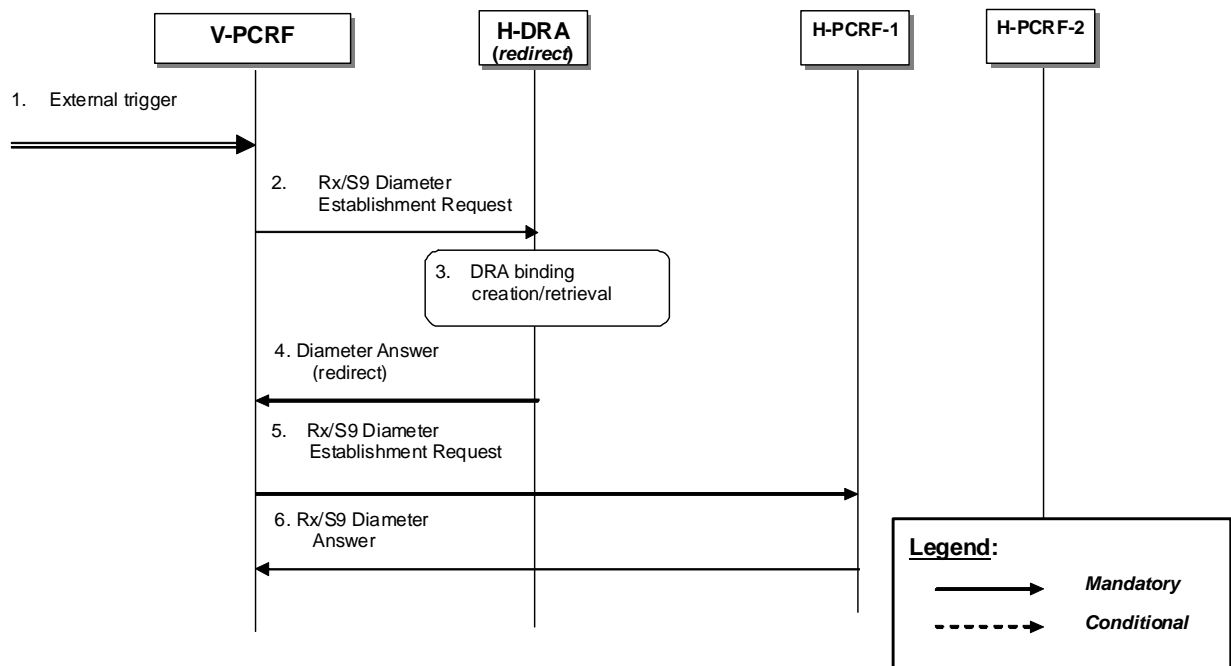 V-PCRF
H-DRA
(redirect)
H-PCRF-1
H-PCRF-2
1. External trigger
2. Rx/S9 Diameter
Establishment Request
3. DRA binding
creation/retrieval
4. Diameter Answer
(redirect)
5. Rx/S9 Diameter
Establishment Request
6. Rx/S9 Diameter
Answer
Legend:
Mandatory
Conditional